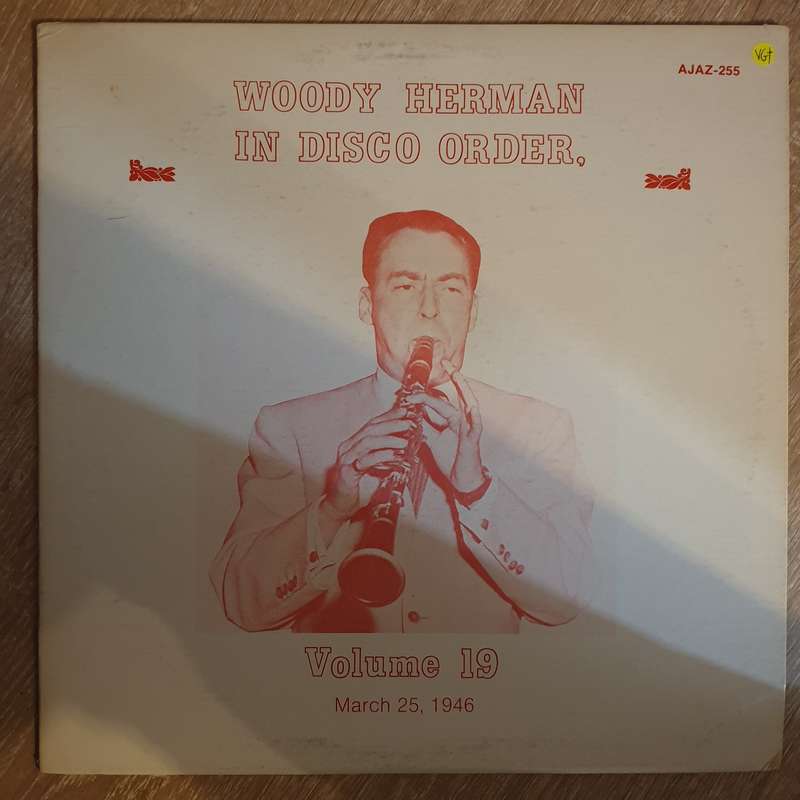 VG+
AJAZ-255
WOODY HERMAN
IN DISCO ORDER,
Volume 19
March 25, 1946